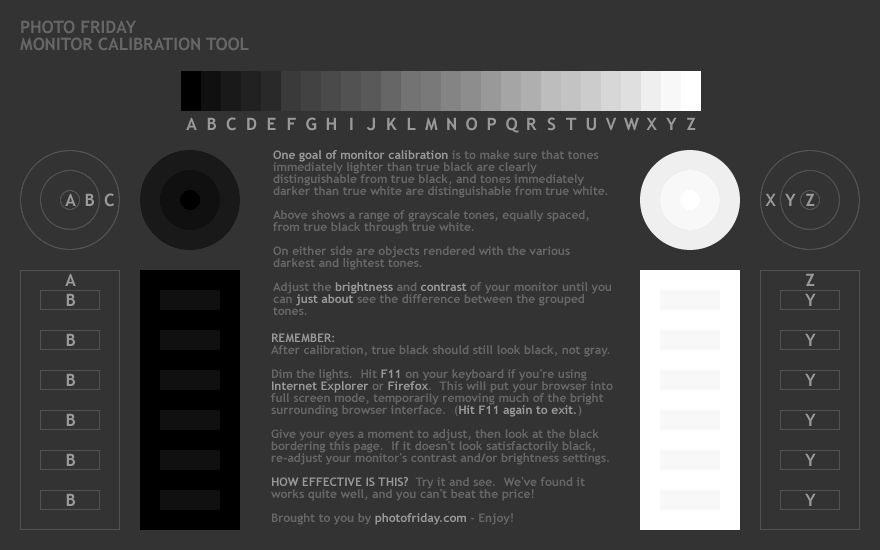 PHOTO FRIDAY
MONITOR CALIBRATION TOOL
A B C D E F G H I J K L M N O P Q R S T U V W X Y Z
A B C
One goal of monitor calibration is to make sure that tones
immediately lighter than true black are clearly
distinguishable from true black, and tones immediately
darker than true white are distinguishable from true white.
Above shows a range of grayscale tones, equally spaced,
from true black through true white.
On either side are objects rendered with the various
darkest and lightest tones.
Adjust the brightness and contrast of your monitor until you
can just about see the difference between the grouped
tones.
REMEMBER:
After calibration, true black should still look black, not gray.
Dim the lights. Hit F11 on your keyboard if you're using
Internet Explorer or Firefox. This will put your browser into
full screen mode, temporarily removing much of the bright
surrounding browser interface. (Hit F11 again to exit.)
Give your eyes a moment to adjust, then look at the black
bordering this page. If it doesn't look satisfactorily black,
re-adjust your monitor's contrast and/or brightness settings.
HOW EFFECTIVE IS THIS? Try it and see. We've found it
works quite well, and you can't beat the price!
Brought to you by photofriday.com - Enjoy!
X Y Z
A
B
B
B
B
B
B
Z
Y
Y
Y
Y
Y
Y